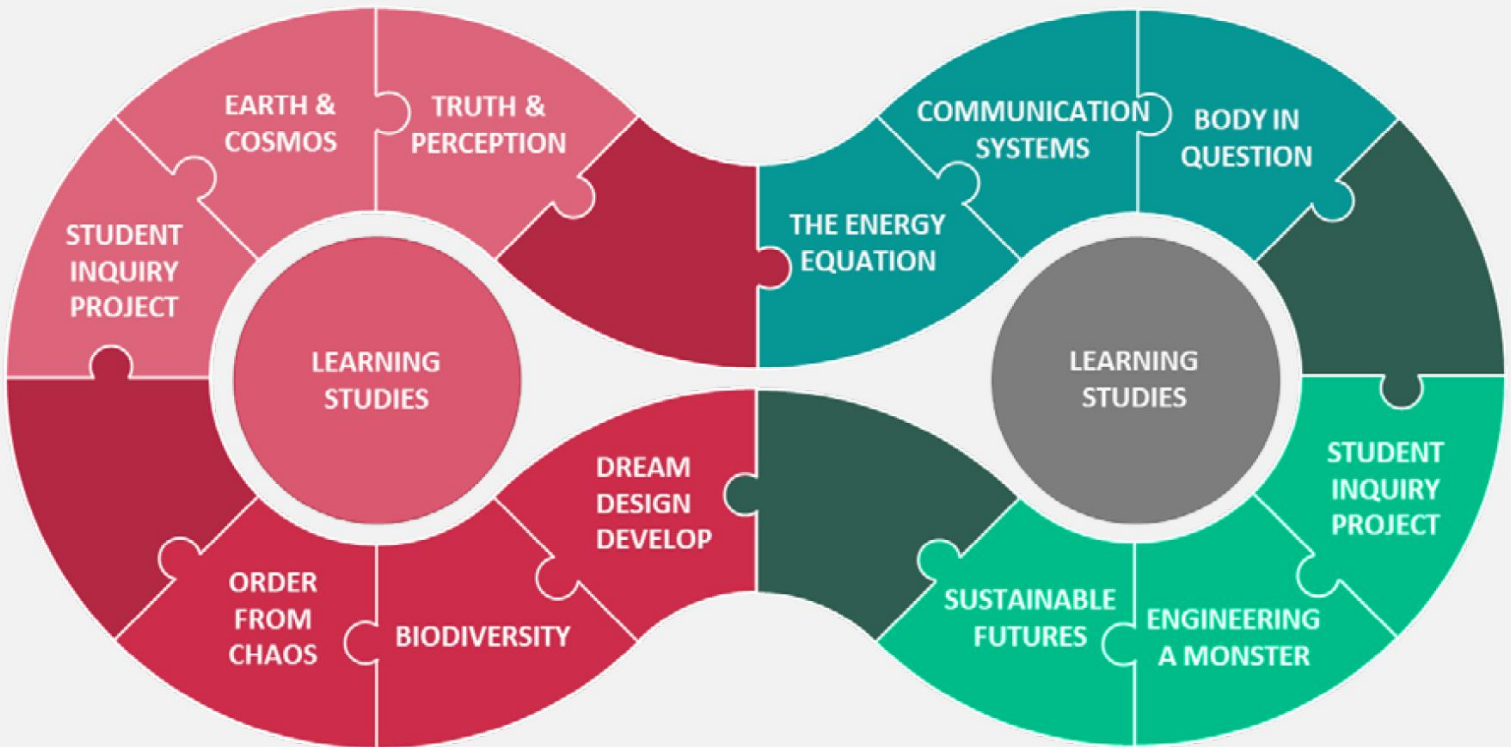 EARTH &
COSMOS
TRUTH &
PERCEPTION
STUDENT
INQUIRY
PROJECT
LEARNING
STUDIES
ORDER
FROM
CHAOS
BIODIVERSITY
DREAM
DESIGN
DEVELOP
THE ENERGY
EQUATION
COMMUNICATION
SYSTEMS
BODY IN
QUESTION
LEARNING
STUDIES
STUDENT
INQUIRY
PROJECT
ENGINEERING
A MONSTER
SUSTAINABLE
FUTURES